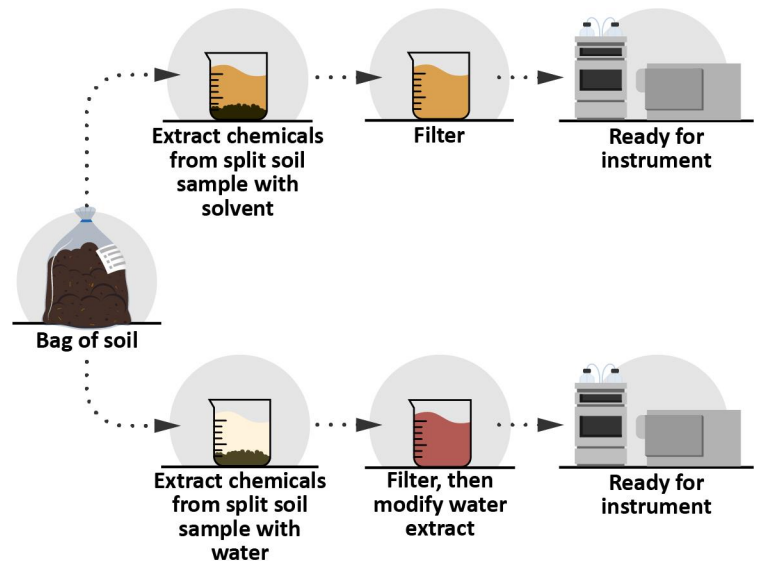 Extract chemicals
from split soil
sample with
solvent
Filter
Ready for
instrument
Bag of soil
Extract chemicals
from split soil
sample with
water
Filter, then
modify water
extract
Ready for
instrument